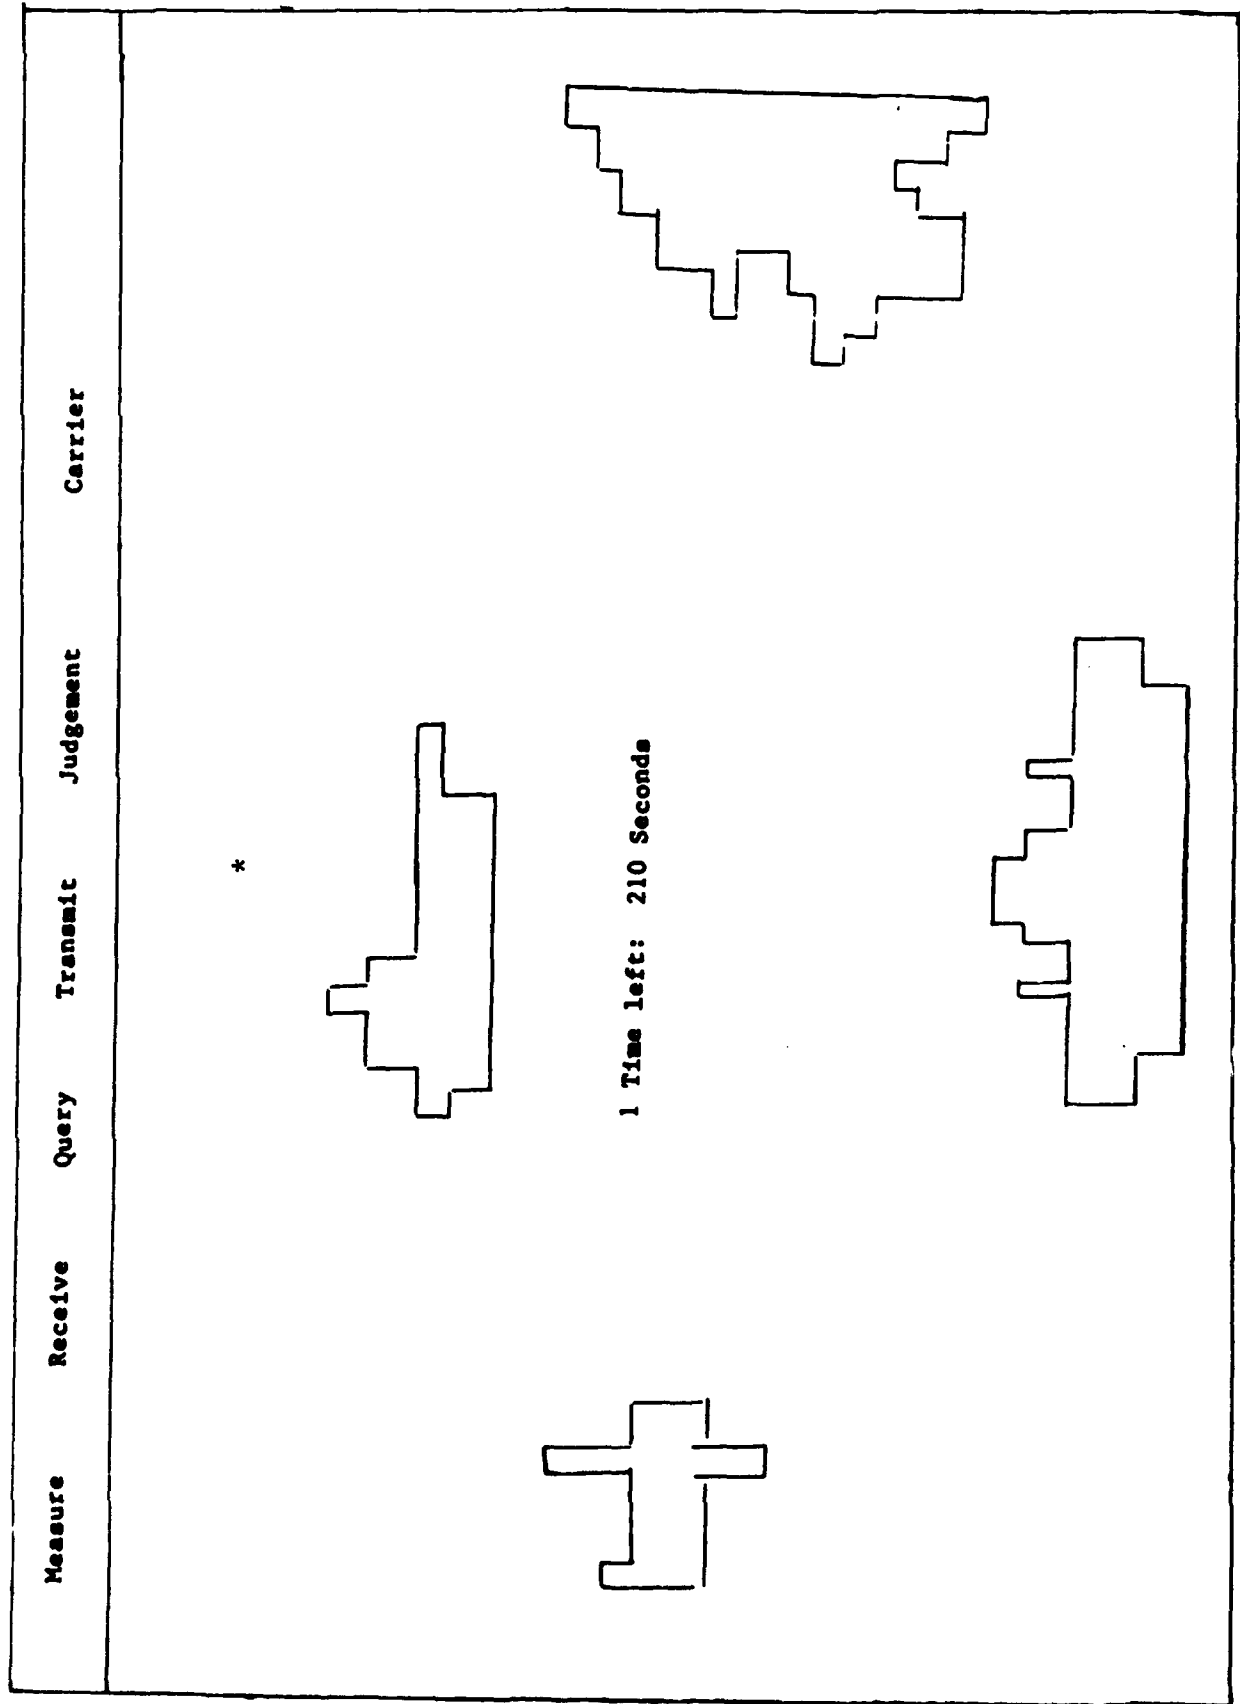 Measure Receive Query Transmit Judgement Carrier
*
1 Time left: 210 Seconds